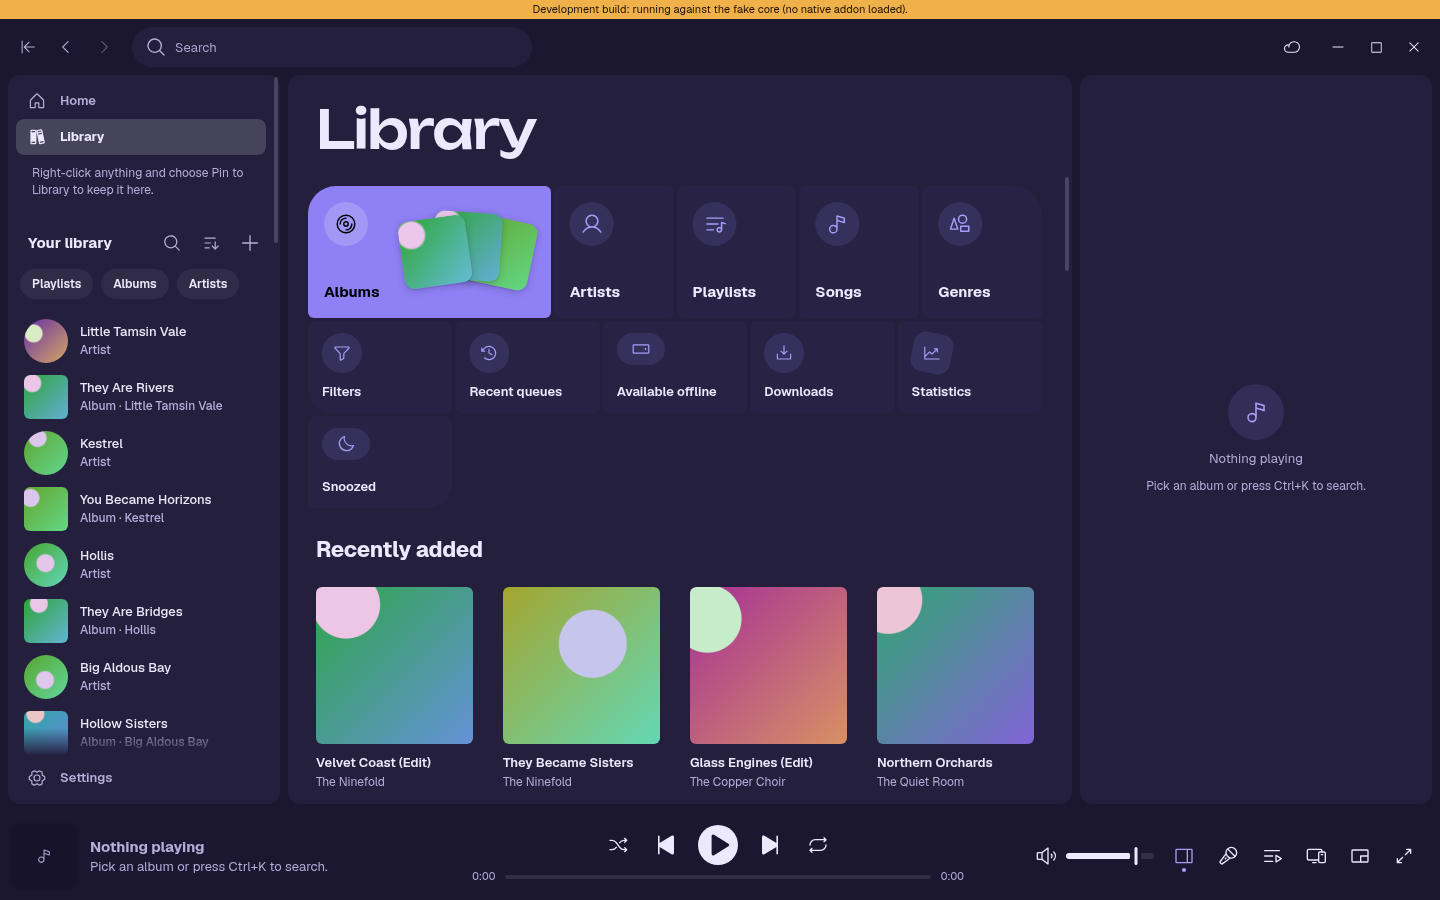 Development build: running against the fake core (no native addon loaded).
Search
Home
Library
Right-click anything and choose Pin to
Library to keep it here.
Your library
Playlists
Albums
Artists
Little Tamsin Vale
Artist
They Are Rivers
Album · Little Tamsin Vale
Kestrel
Artist
You Became Horizons
Album · Kestrel
Hollis
Artist
They Are Bridges
Album · Hollis
Big Aldous Bay
Artist
Hollow Sisters
Album · Big Aldous Bay
Settings
Library
Albums
Artists
Playlists
Songs
Genres
Filters
Recent queues
Available offline
Downloads
Statistics
Snoozed
Recently added
Velvet Coast (Edit)
The Ninefold
They Became Sisters
The Ninefold
Glass Engines (Edit)
The Copper Choir
Northern Orchards
The Quiet Room
Nothing playing
Pick an album or press Ctrl+K to search.
Nothing playing
Pick an album or press Ctrl+K to search.
0:00
0:00